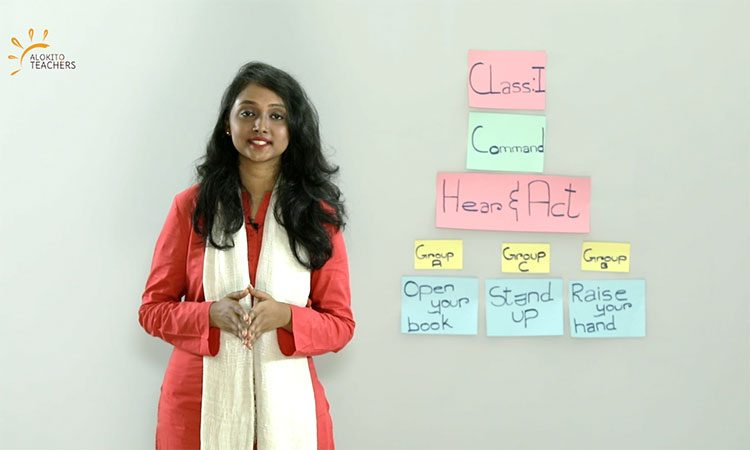 ALOKITO
TEACHERS
CLass:I
Command
Hear & Act
Group
A
Group
C
Group
B
Open
your
book
Stand
up
Raise
your
hand